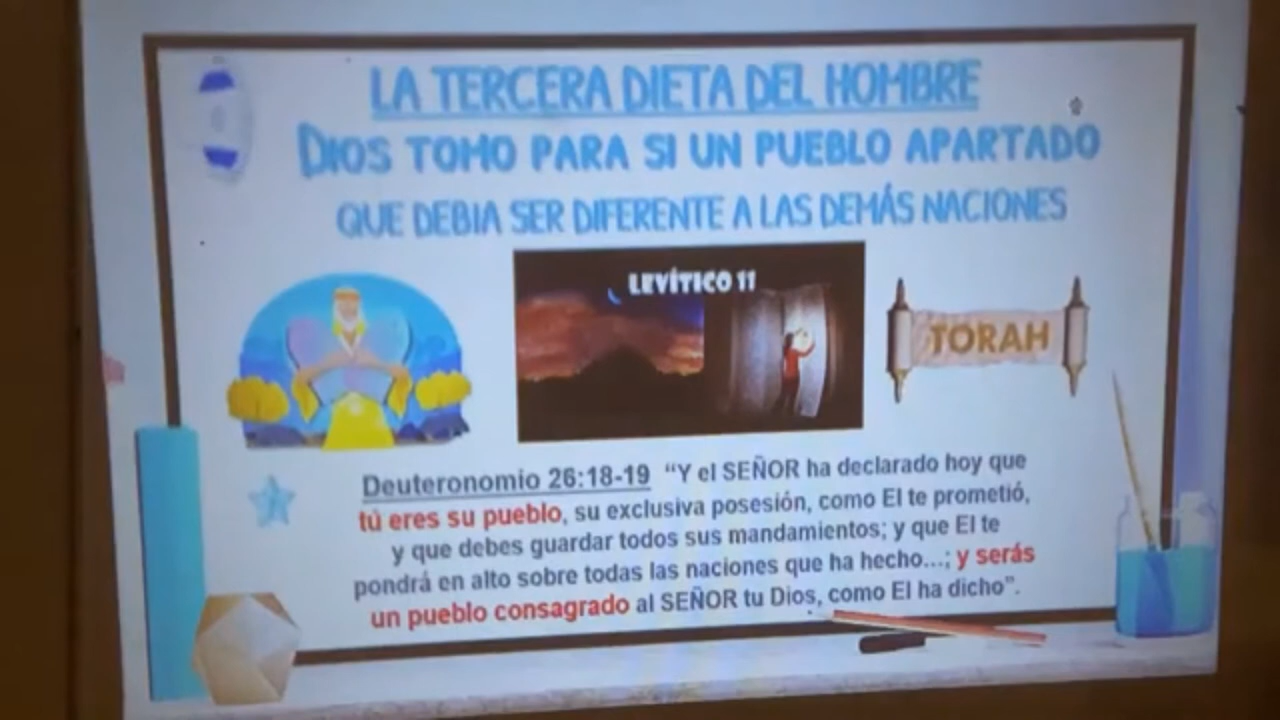 LA TERCERA DIETA DEL HOMBRE
DIOS TOMO PARA SI UN PUEBLO APARTADO
QUE DEBIA SER DIFERENTE A LAS DEMÁS NACIONES
LEVÍTICO 11
TORAH
Deuteronomio 26:18-19 “Y el SEÑOR ha declarado hoy que
tú eres su pueblo, su exclusiva posesión, como El te prometió,
y que debes guardar todos sus mandamientos; y que El te
pondrá en alto sobre todas las naciones que ha hecho...; y serás
un pueblo consagrado al SEÑOR tu Dios, como El ha dicho”.